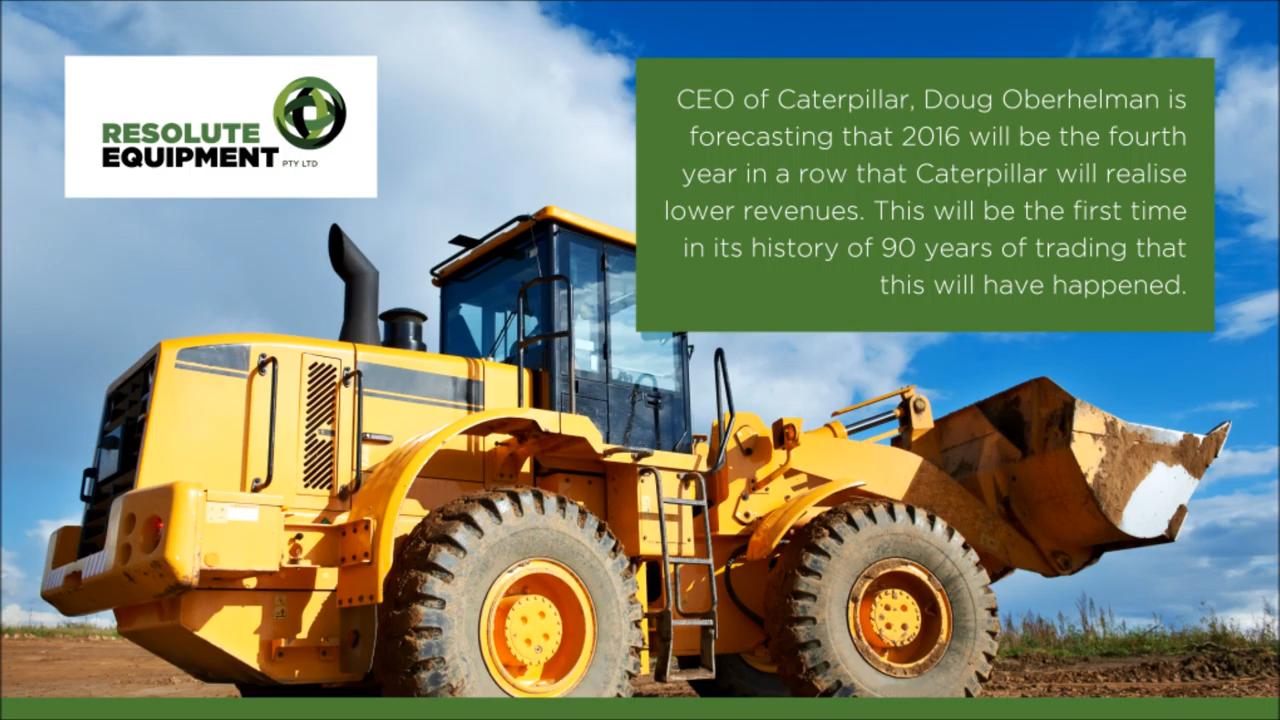 RESOLUTE
EQUIPMENT PTY LTD
CEO of Caterpillar, Doug Oberhelman is
forecasting that 2016 will be the fourth
year in a row that Caterpillar will realise
lower revenues. This will be the first time
in its history of 90 years of trading that
this will have happened.